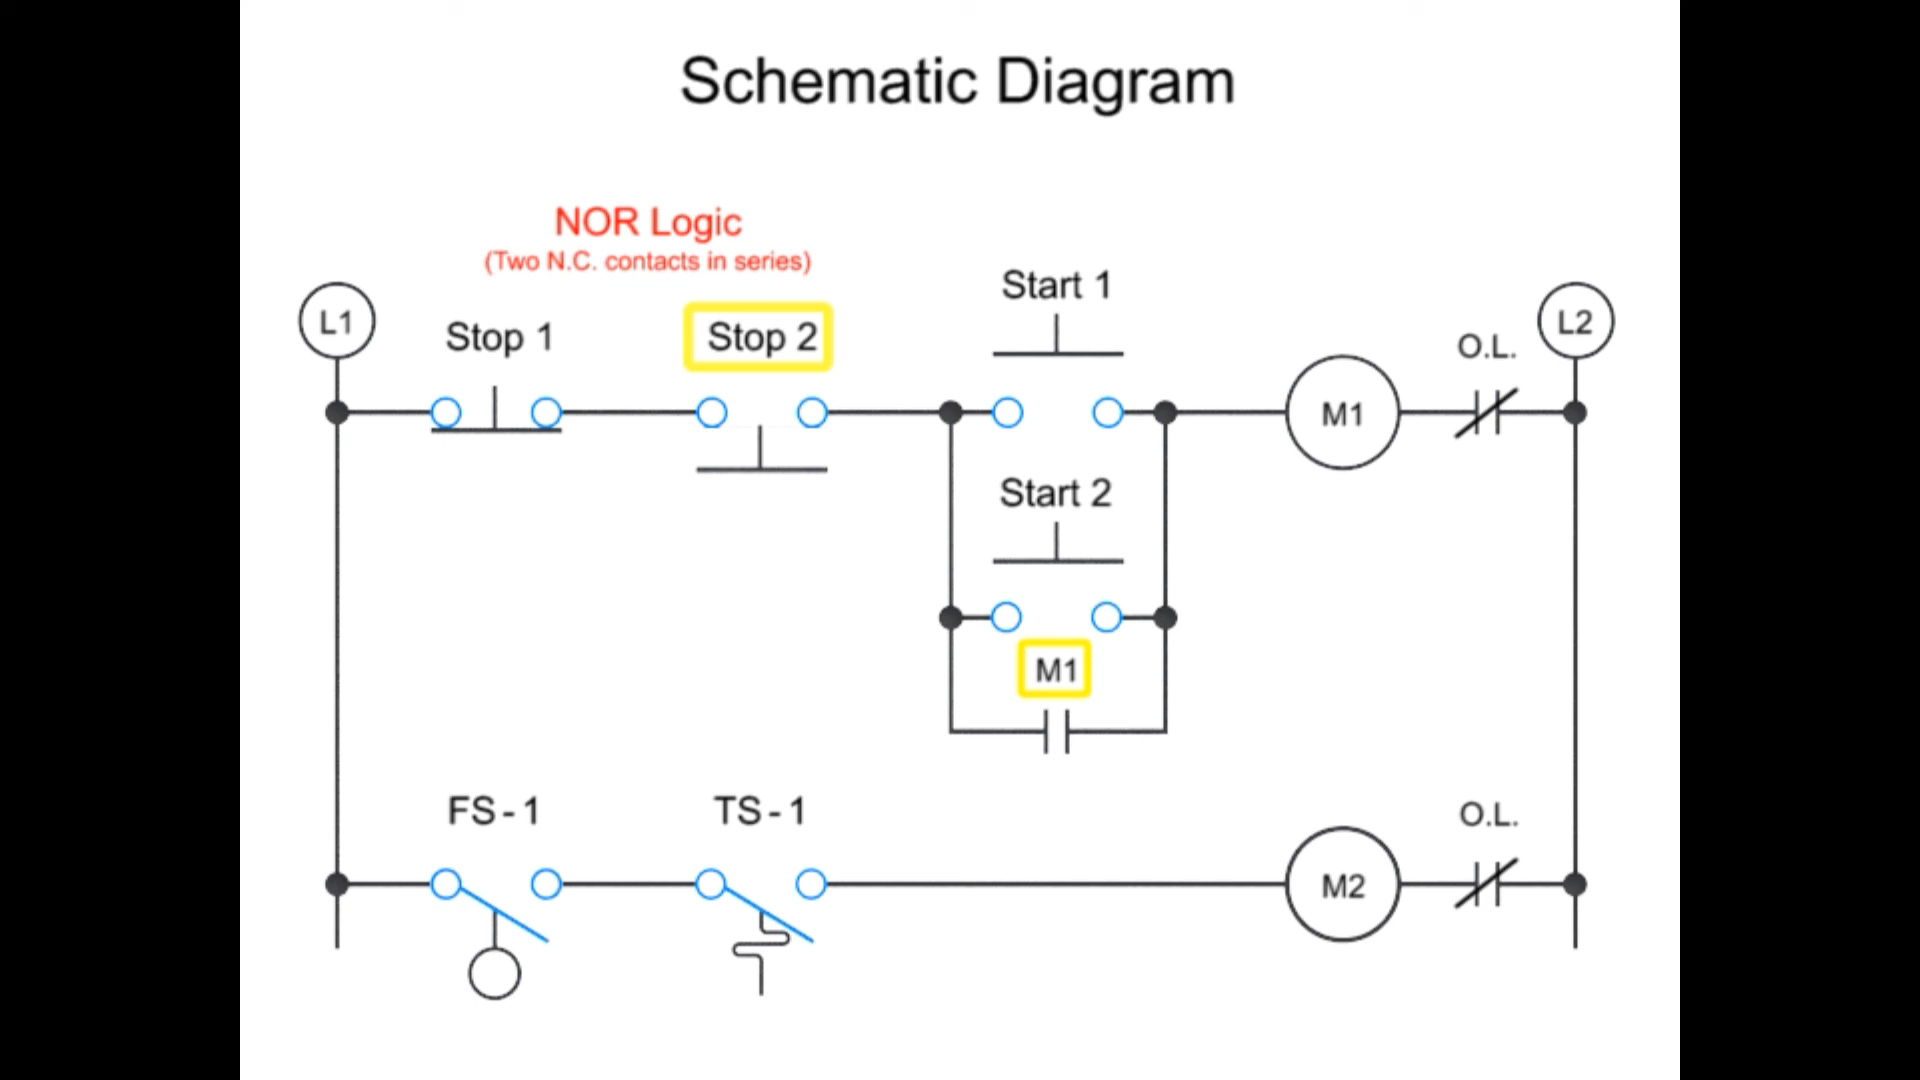 Schematic Diagram
NOR Logic
(Two N.C. contacts in series)
Start 1
L1
Stop 1
Stop 2
L2
O.L.
M1
Start 2
M1
FS - 1
TS - 1
O.L.
M2